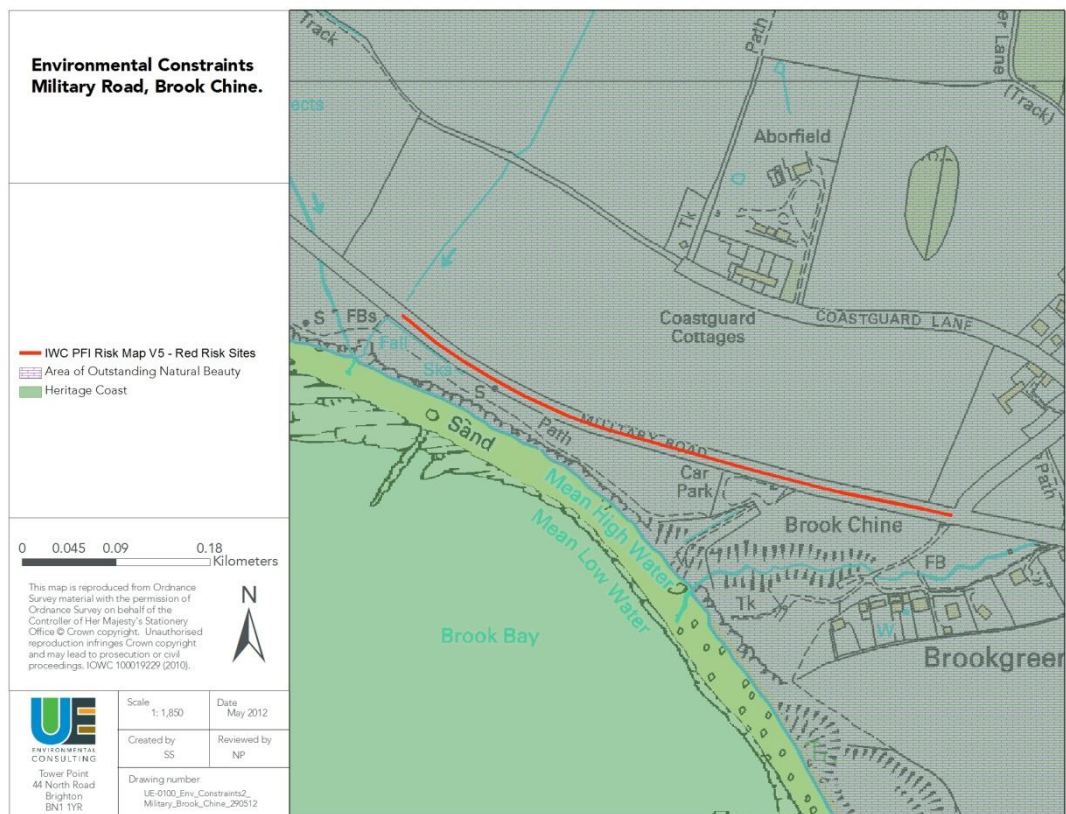 Environmental Constraints
Military Road, Brook Chine.
IWC PFI Risk Map V5 - Red Risk Sites
Area of Outstanding Natural Beauty
Heritage Coast
0 0.045 0.09 0.18
Kilometers
This map is reproduced from Ordnance
Survey material with the permission of
Ordnance Survey on behalf of the
Controller of Her Majesty's Stationery
Office © Crown copyright. Unauthorised
reproduction infringes Crown copyright
and may lead to prosecution or civil
proceedings. IOWC 100019229 (2010).
N
UE
ENVIRONMENTAL
CONSULTING
Tower Point
44 North Road
Brighton
BN1 1YR
Scale
1: 1,850
Date
May 2012
Created by
SS
Reviewed by
NP
Drawing number
UE-0100_Env_Constraints2_
Military_Brook_Chine_290512
Track
Path
er Lane
(Track)
ects
Aborfield
Tk
S
FBs
Fall
Sks
S
Coastguard
Cottages
COASTGUARD LANE
MILITARY ROAD
Path
Sand
Car
Park
Path
Mean High Water
Mean Low Water
Brook Chine
FB
Tk
W
Brook Bay
Brookgreen